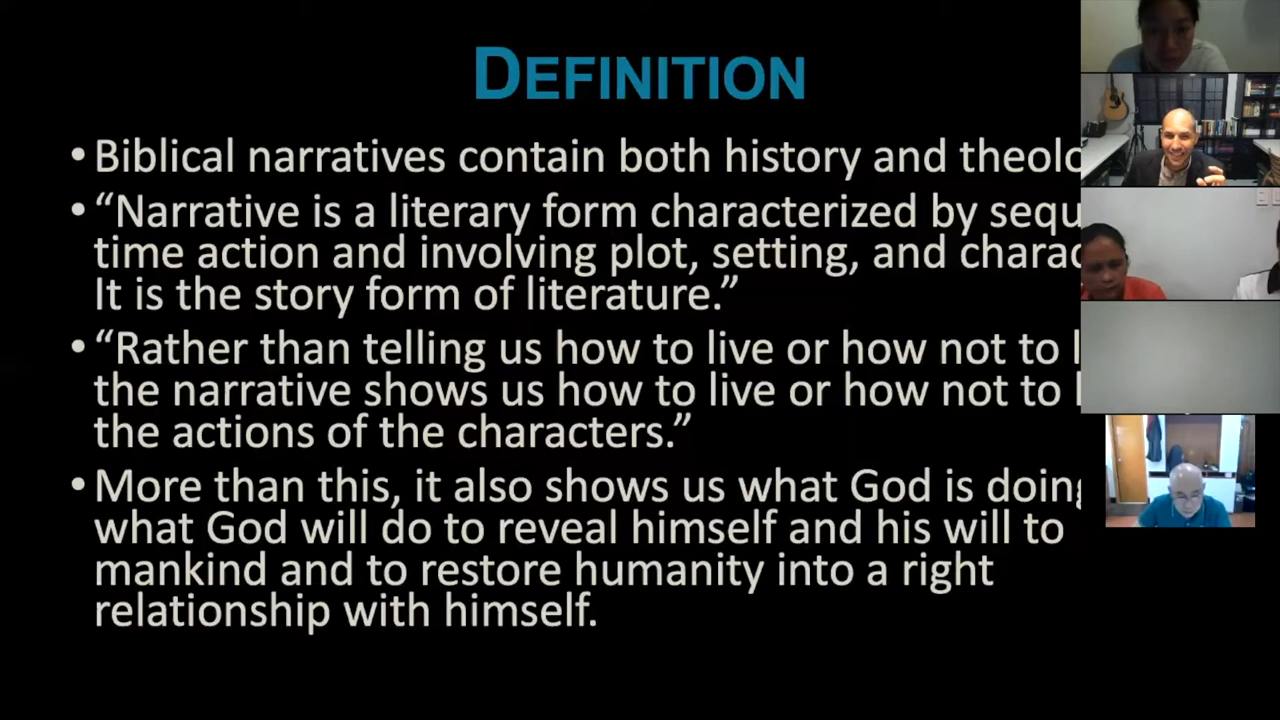 DEFINITION
• Biblical narratives contain both history and
• “Narrative is a literary form characterized by
time action and involving plot, setting, and
It is the story form of literature.”
• “Rather than telling us how to live or how not to
the narrative shows us how to live or how not to
the actions of the characters.”
• More than this, it also shows us what God is doing
what God will do to reveal himself and his will to
mankind and to restore humanity into a right
relationship with himself.